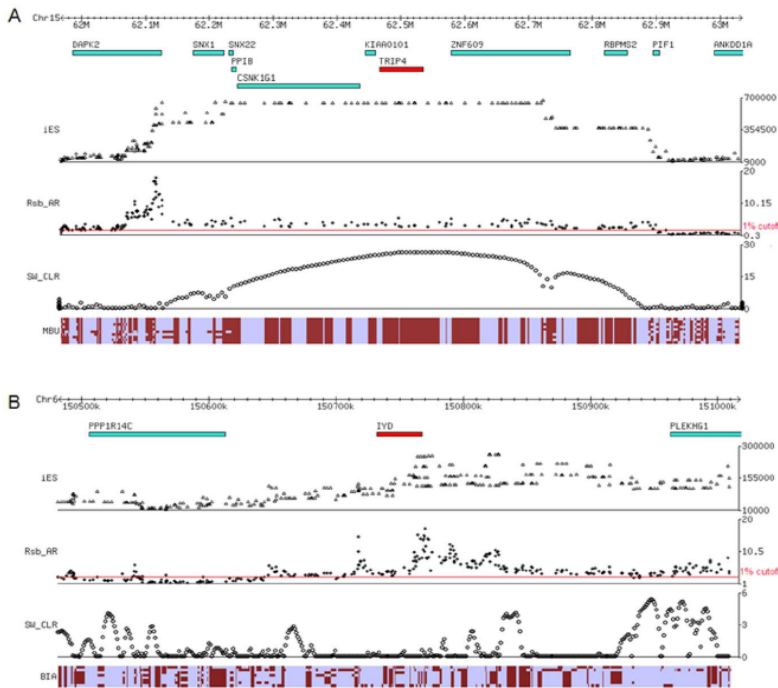 A
Chr15
62M 62.1M 62.2M 62.3M 62.4M 62.5M 62.6M 62.7M 62.8M 62.9M 63M
DAPK2 SNX1 SNX22 KIAA0101 ZNF609 RBPMS2 PIF1 ANKDD1A
PPIB TRIP4
CSNK1G1
iES
700000
354500
9000
Rsb_AR
20
10.15
1% cutoff
0.3
SW_CLR
30
15
0
MBU
B
Chr6
150500k 150600k 150700k 150800k 150900k 151000k
PPP1R14C IYD PLEKHG1
iES
300000
155000
10000
Rsb_AR
20
10.5
1% cutoff
1
SW_CLR
6
3
0
BIA